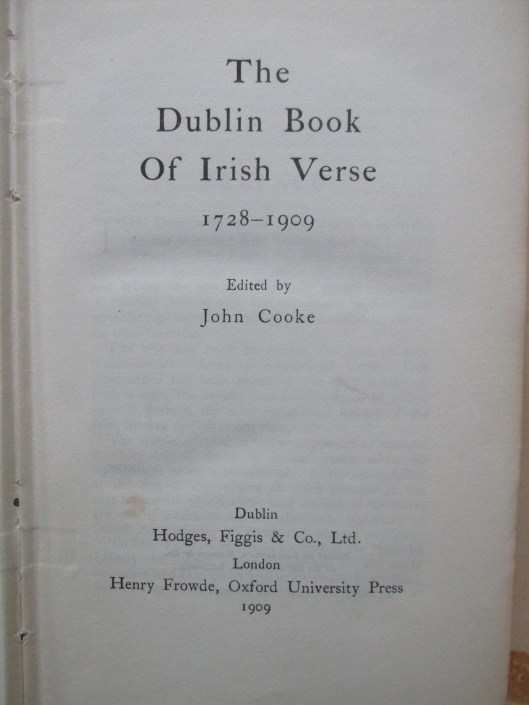 The
Dublin Book
Of Irish Verse
1728–1909
Edited by
John Cooke
Dublin
Hodges, Figgis & Co., Ltd.
London
Henry Frowde, Oxford University Press
1909